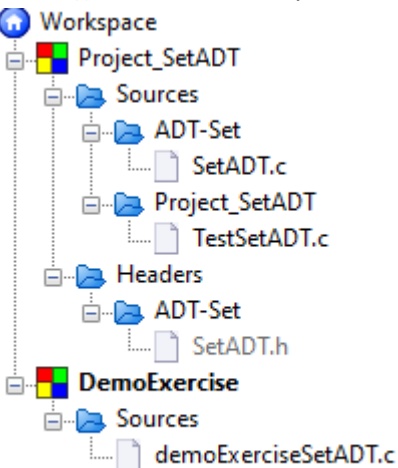 Workspace
Project_SetADT
Sources
ADT-Set
SetADT.c
Project_SetADT
TestSetADT.c
Headers
ADT-Set
SetADT.h
DemoExercise
Sources
demoExerciseSetADT.c